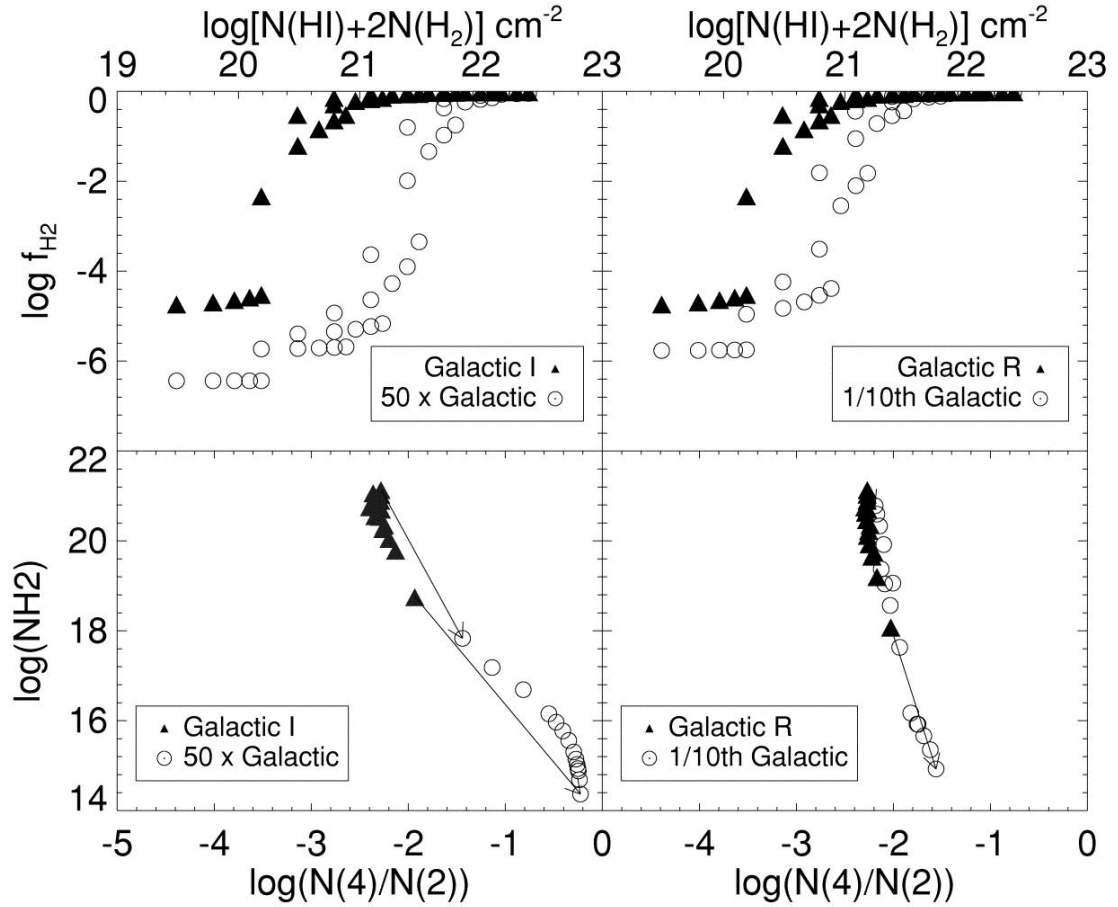 log[N(HI)+2N(H₂)] cm⁻² log[N(HI)+2N(H₂)] cm⁻²
19 20 21 22 23 20 21 22 23
0
-2
-4
-6
log f_H2
Galactic I
50 x Galactic
Galactic R
1/10th Galactic
22
20
18
16
14
log(NH2)
Galactic I
50 x Galactic
Galactic R
1/10th Galactic
-5 -4 -3 -2 -1 0 -4 -3 -2 -1 0
log(N(4)/N(2)) log(N(4)/N(2))